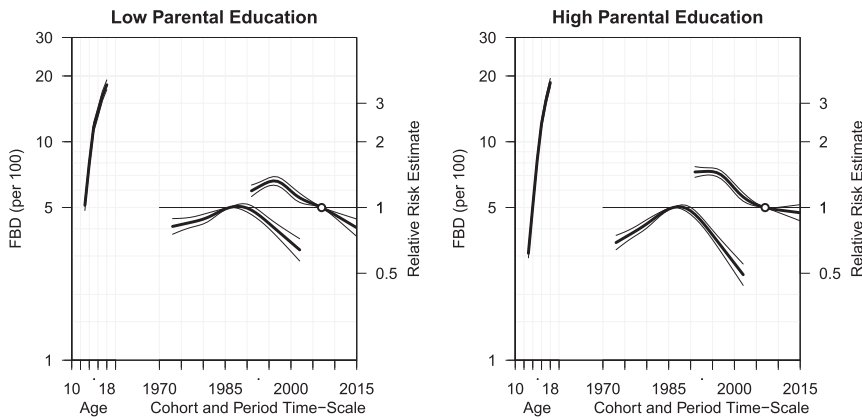 Low Parental Education
30
20
10
5
1
FBD (per 100)
3
2
1
0.5
Relative Risk Estimate
10 18 1970 1985 2000 2015
Age Cohort and Period Time−Scale
High Parental Education
30
20
10
5
1
FBD (per 100)
3
2
1
0.5
Relative Risk Estimate
10 18 1970 1985 2000 2015
Age Cohort and Period Time−Scale